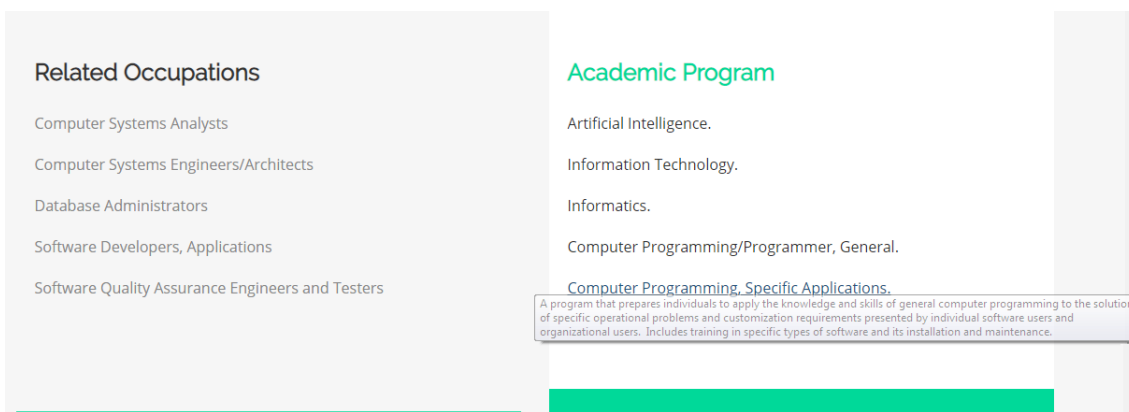 Related Occupations
Computer Systems Analysts
Computer Systems Engineers/Architects
Database Administrators
Software Developers, Applications
Software Quality Assurance Engineers and Testers
Academic Program
Artificial Intelligence.
Information Technology.
Informatics.
Computer Programming/Programmer, General.
Computer Programming, Specific Applications.
A program that prepares individuals to apply the knowledge and skills of general computer programming to the solution
of specific operational problems and customization requirements presented by individual software users and
organizational users.  Includes training in specific types of software and its installation and maintenance.